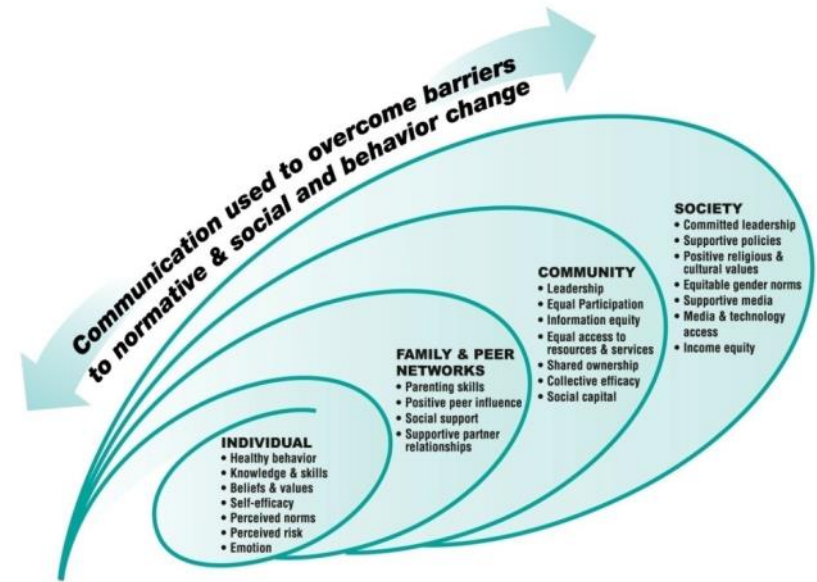 Communication used to overcome barriers
to normative & social and behavior change
INDIVIDUAL
• Healthy behavior
• Knowledge & skills
• Beliefs & values
• Self-efficacy
• Perceived norms
• Perceived risk
• Emotion
FAMILY & PEER
NETWORKS
• Parenting skills
• Positive peer influence
• Social support
• Supportive partner
relationships
COMMUNITY
• Leadership
• Equal Participation
• Information equity
• Equal access to
resources & services
• Shared ownership
• Collective efficacy
• Social capital
SOCIETY
• Committed leadership
• Supportive policies
• Positive religious &
cultural values
• Equitable gender norms
• Supportive media
• Media & technology
access
• Income equity